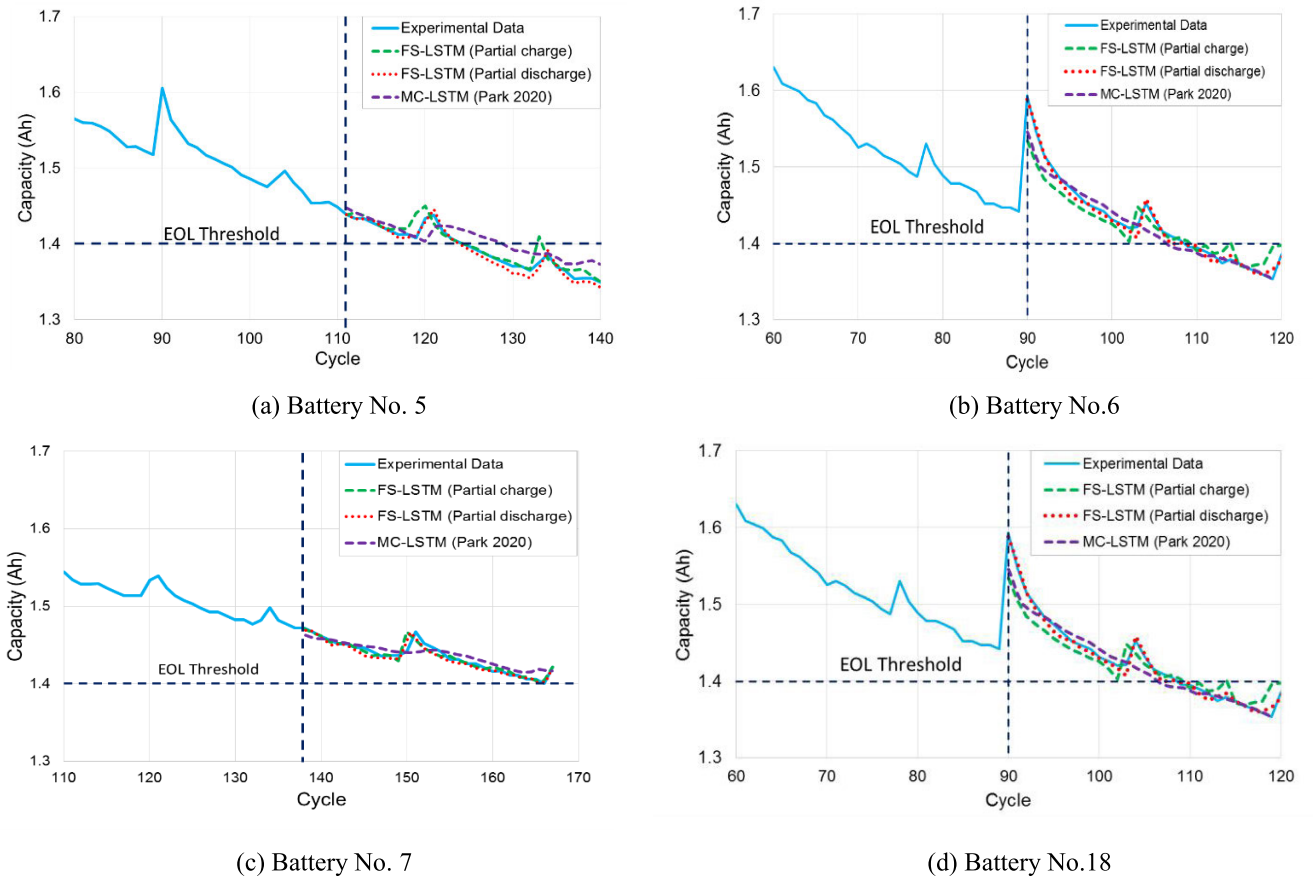 1.7
1.6
1.5
1.4
1.3
Capacity (Ah)
Experimental Data
FS-LSTM (Partial charge)
FS-LSTM (Partial discharge)
MC-LSTM (Park 2020)
EOL Threshold
80 90 100 110 120 130 140
Cycle
(a) Battery No. 5
1.7
1.6
1.5
1.4
1.3
Capacity (Ah)
Experimental Data
FS-LSTM (Partial charge)
FS-LSTM (Partial discharge)
MC-LSTM (Park 2020)
EOL Threshold
60 70 80 90 100 110 120
Cycle
(b) Battery No.6
1.7
1.6
1.5
1.4
1.3
Capacity (Ah)
Experimental Data
FS-LSTM (Partial charge)
FS-LSTM (Partial discharge)
MC-LSTM (Park 2020)
EOL Threshold
110 120 130 140 150 160 170
Cycle
(c) Battery No. 7
1.7
1.6
1.5
1.4
1.3
Capacity (Ah)
Experimental Data
FS-LSTM (Partial charge)
FS-LSTM (Partial discharge)
MC-LSTM (Park 2020)
EOL Threshold
60 70 80 90 100 110 120
Cycle
(d) Battery No.18